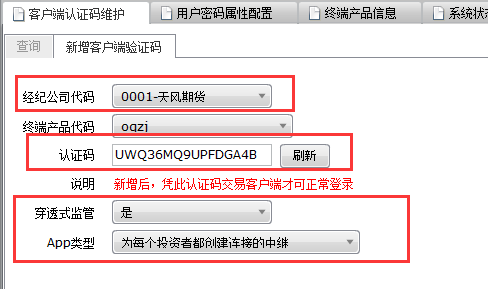 客户端认证码维护 用户密码属性配置 终端产品信息 系统状态
查询 新增客户端验证码
经纪公司代码 0001-天风期货
终端产品代码 oqzj
认证码 UWQ36MQ9UPFDGA4B 刷新
说明 新增后，凭此认证码交易客户端才可正常登录
穿透式监管 是
App类型 为每个投资者都创建连接的中继